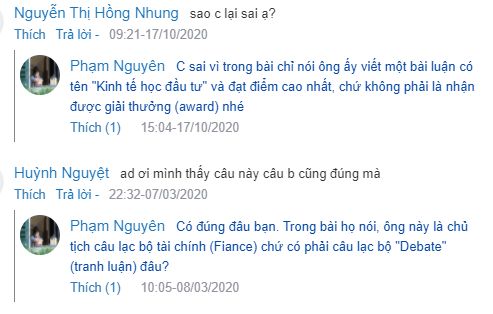 Nguyễn Thị Hồng Nhung sao c lại sai ạ?
Thích Trả lời - 09:21-17/10/2020
Phạm Nguyên C sai vì trong bài chỉ nói ông ấy viết một bài luận có
tên "Kinh tế học đầu tư" và đạt điểm cao nhất, chứ không phải là nhận
được giải thưởng (award) nhé
Thích (1) 15:04-17/10/2020
Huỳnh Nguyệt ad ơi mình thấy câu này câu b cũng đúng mà
Thích Trả lời - 22:32-07/03/2020
Phạm Nguyên Có đúng đâu bạn. Trong bài họ nói, ông này là chủ
tịch câu lạc bộ tài chính (Fiance) chứ có phải câu lạc bộ "Debate"
(tranh luận) đâu?
Thích (1) 10:05-08/03/2020